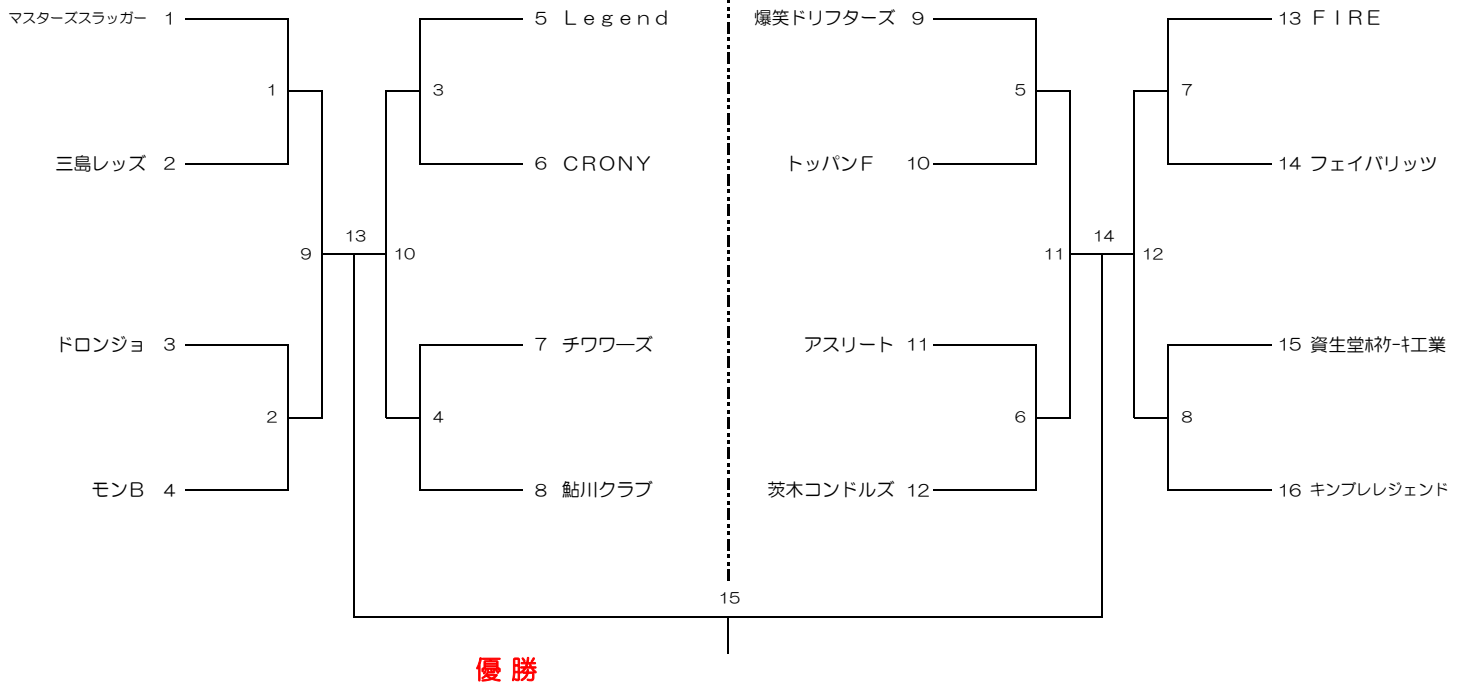 マスターズスラッガー 1 5 Ｌｅｇｅｎｄ 爆笑ドリフターズ 9 13 ＦＩＲＥ
1 3 5 7
三島レッズ 2 6 ＣＲＯＮＹ トッパンＦ 10 14 フェイバリッツ
13 14
9 10 11 12
ドロンジョ 3 7 チワワーズ アスリート 11 15 資生堂ﾎﾈｹｰｷ工業
2 4 6 8
モンＢ 4 8 鮎川クラブ 茨木コンドルズ 12 16 キンブレレジェンド
15
優 勝